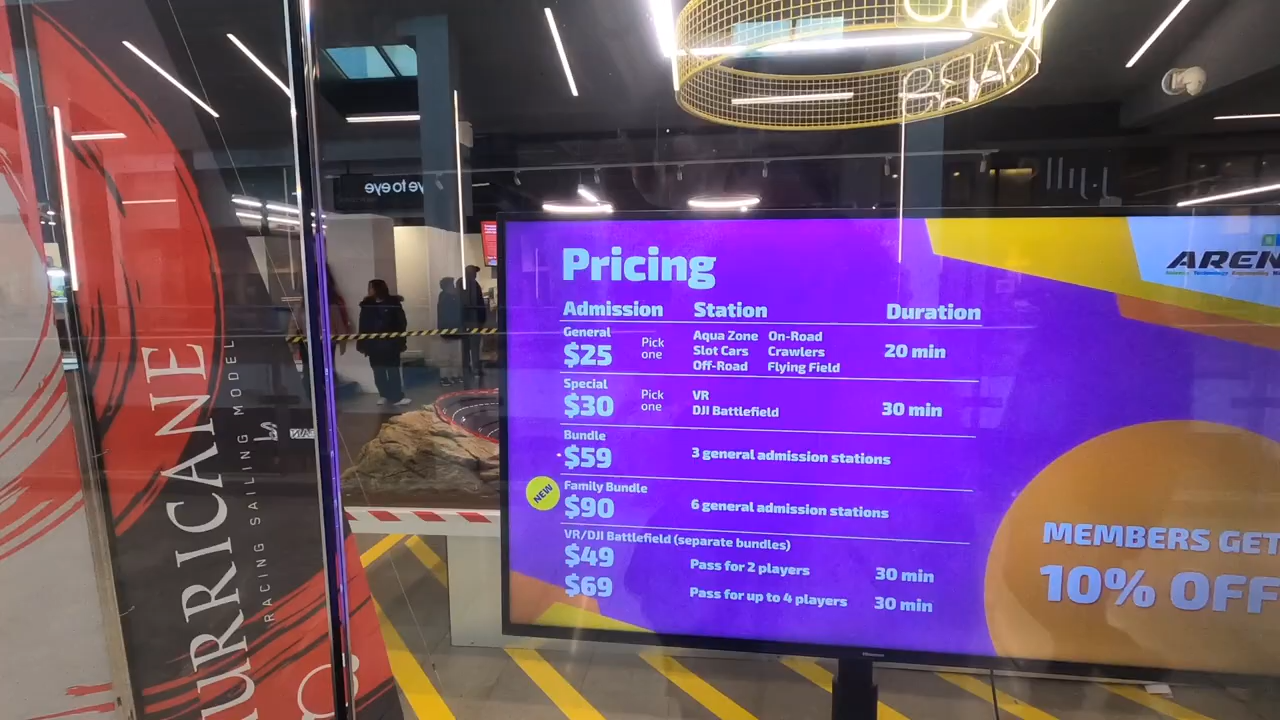 eye to eye
Pricing
Admission Station Duration
General
$25
Pick
one
Aqua Zone On-Road
Slot Cars Crawlers
Off-Road Flying Field
20 min
Special
$30
Pick
one
VR
DJI Battlefield
30 min
Bundle
$59
3 general admission stations
NEW
Family Bundle
$90
6 general admission stations
VR/DJI Battlefield (separate bundles)
$49
Pass for 2 players
30 min
$69
Pass for up to 4 players
30 min
AREN
MEMBERS GET
10% OFF
Hisense
URRICANE
RACING SAILING MODEL